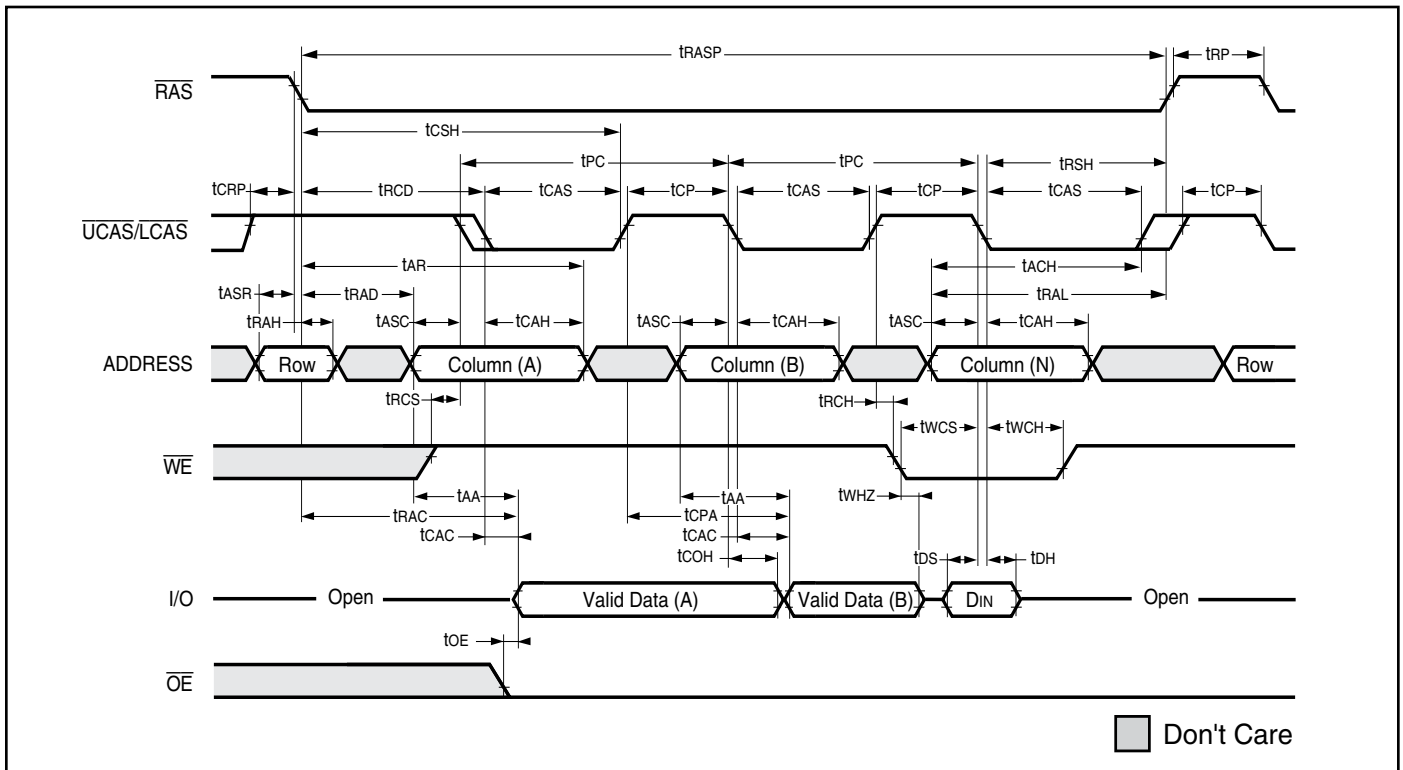 tRASP
tRP
RAS
tCSH
tPC
tPC
tRSH
tCRP
tRCD
tCAS
tCP
tCAS
tCP
tCAS
tCP
UCAS/LCAS
tAR
tACH
tASR
tRAD
tRAL
tRAH
tASC
tCAH
tASC
tCAH
tASC
tCAH
ADDRESS
Row
Column (A)
Column (B)
Column (N)
Row
tRCS
tRCH
tWCS
tWCH
WE
tAA
tAA
tWHZ
tRAC
tCPA
tCAC
tCAC
tCOH
tDS
tDH
I/O
Open
Valid Data (A)
Valid Data (B)
DIN
Open
tOE
OE
Don't Care